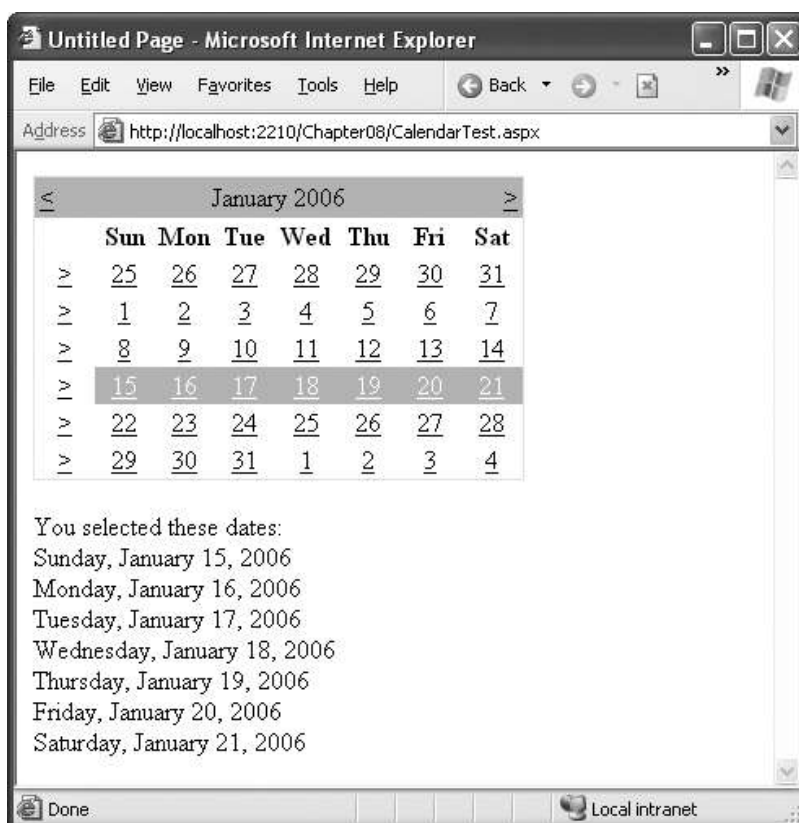 Untitled Page - Microsoft Internet Explorer
File Edit View Favorites Tools Help Back »
Address http://localhost:2210/Chapter08/CalendarTest.aspx
< January 2006 >
Sun Mon Tue Wed Thu Fri Sat
> 25 26 27 28 29 30 31
> 1 2 3 4 5 6 7
> 8 9 10 11 12 13 14
> 15 16 17 18 19 20 21
> 22 23 24 25 26 27 28
> 29 30 31 1 2 3 4
You selected these dates:
Sunday, January 15, 2006
Monday, January 16, 2006
Tuesday, January 17, 2006
Wednesday, January 18, 2006
Thursday, January 19, 2006
Friday, January 20, 2006
Saturday, January 21, 2006
Done Local intranet